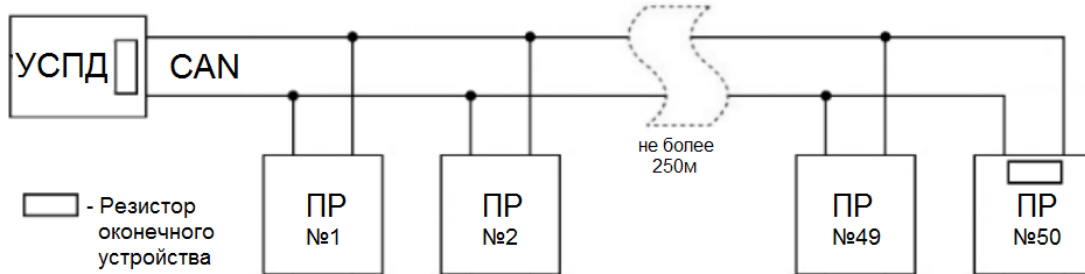 УСПД
CAN
не более
250м
ПР
№1
ПР
№2
ПР
№49
ПР
№50
- Резистор
оконечного
устройства